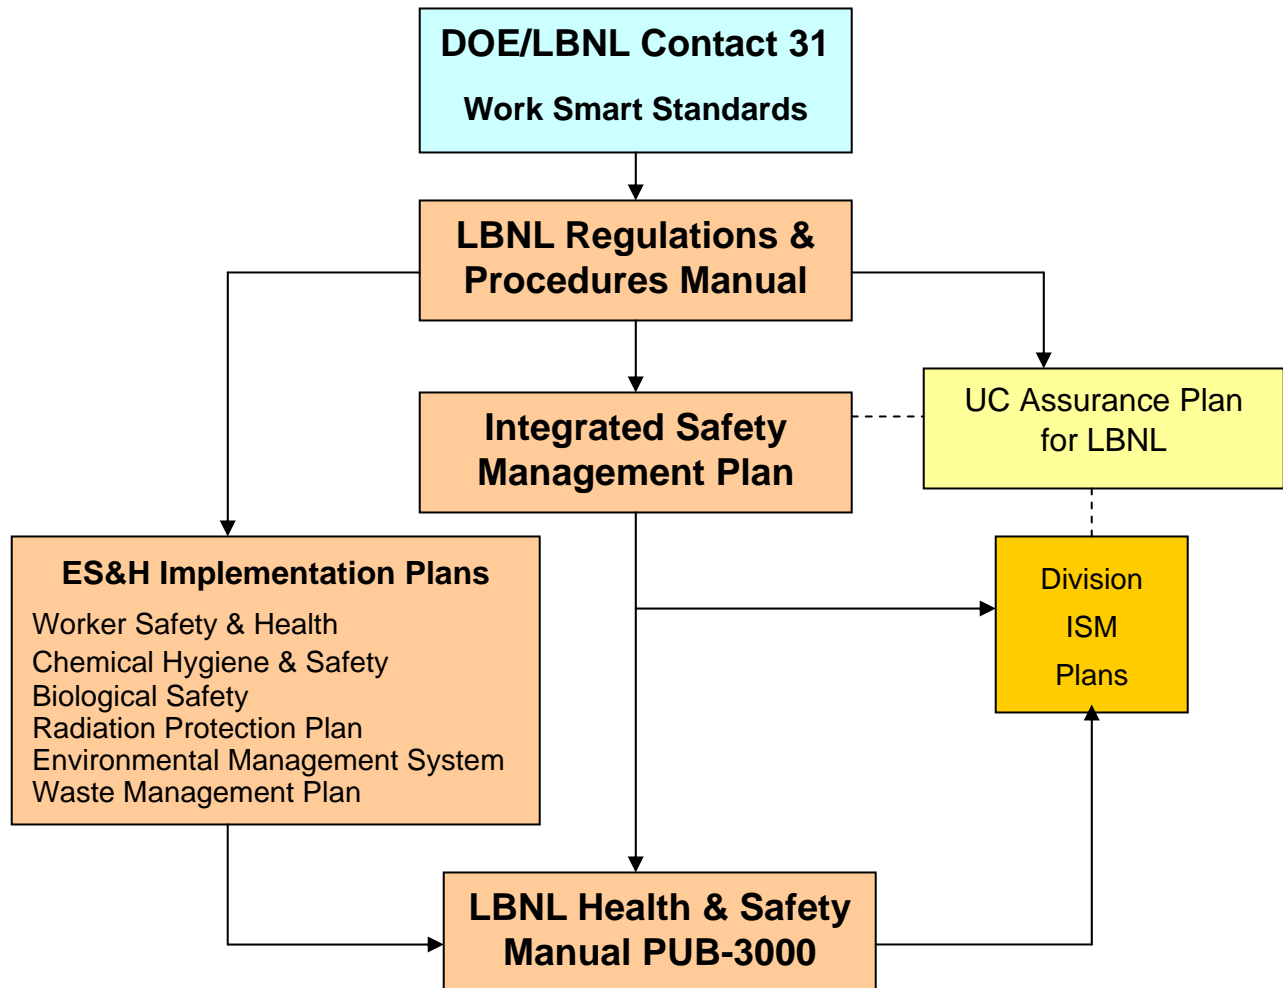 DOE/LBNL Contact 31
Work Smart Standards
LBNL Regulations &
Procedures Manual
Integrated Safety
Management Plan
UC Assurance Plan
for LBNL
ES&H Implementation Plans
Worker Safety & Health
Chemical Hygiene & Safety
Biological Safety
Radiation Protection Plan
Environmental Management System
Waste Management Plan
Division
ISM
Plans
LBNL Health & Safety
Manual PUB-3000